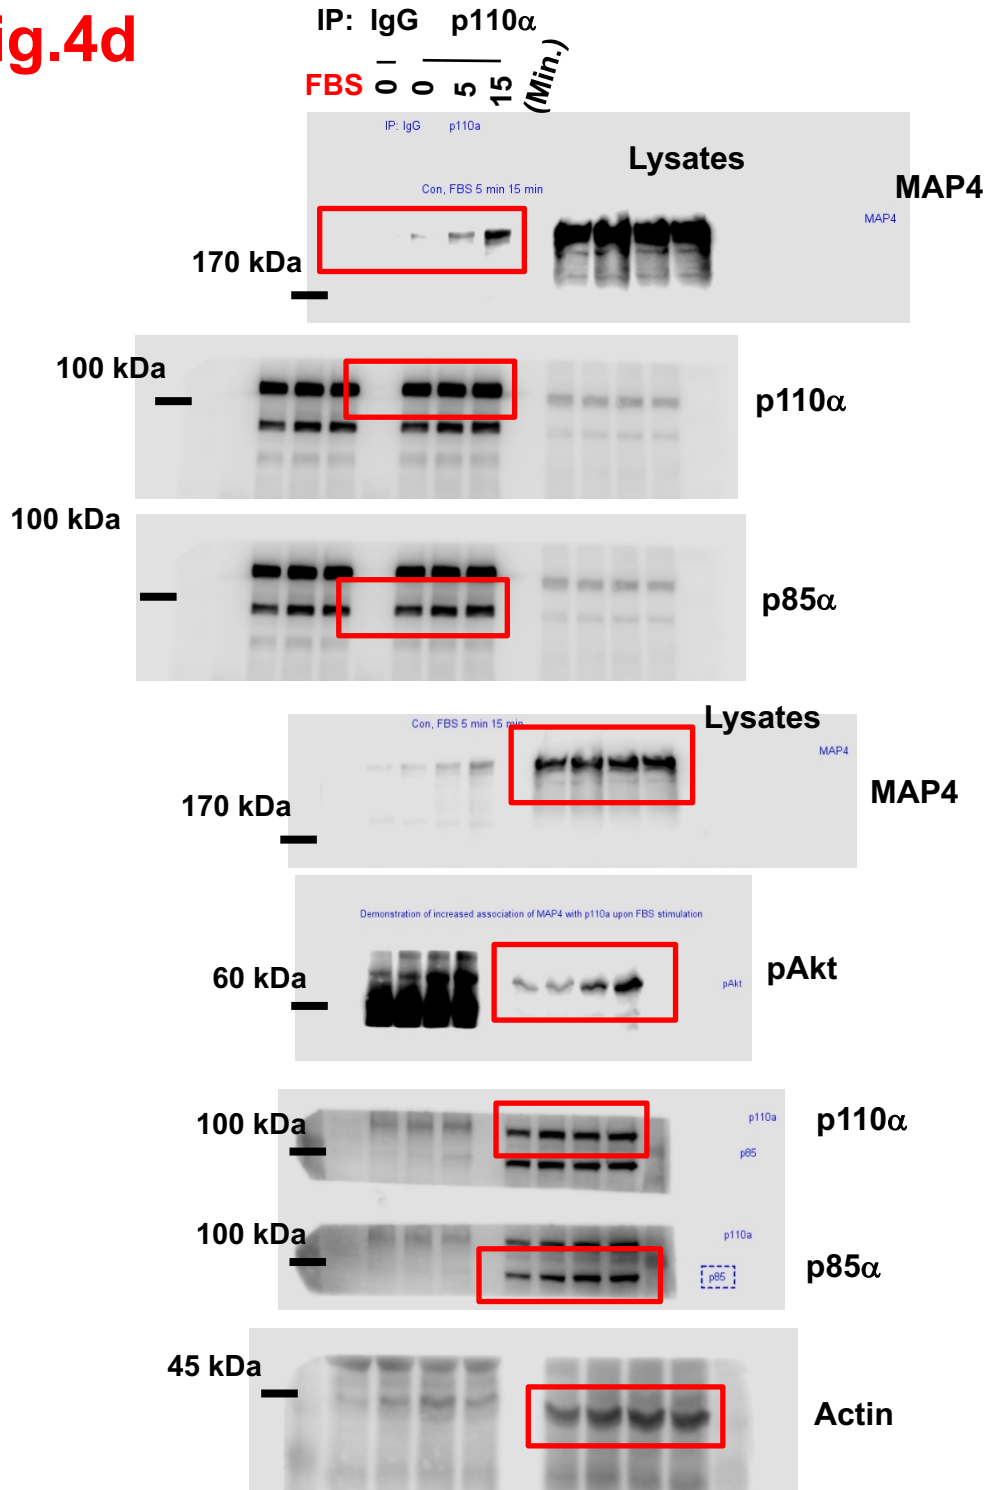 ig.4d
IP: IgG p110α
FBS 0 0 5 15 (Min.)
IP: IgG p110a
Lysates
MAP4
Con, FBS 5 min 15 min
MAP4
170 kDa
100 kDa
p110α
100 kDa
p85α
Lysates
Con, FBS 5 min 15 min
MAP4
MAP4
170 kDa
Demonstration of increased association of MAP4 with p110a upon FBS stimulation
60 kDa
pAkt
pAkt
100 kDa
p110a
p110α
p85
100 kDa
p110a
p85
p85α
45 kDa
Actin